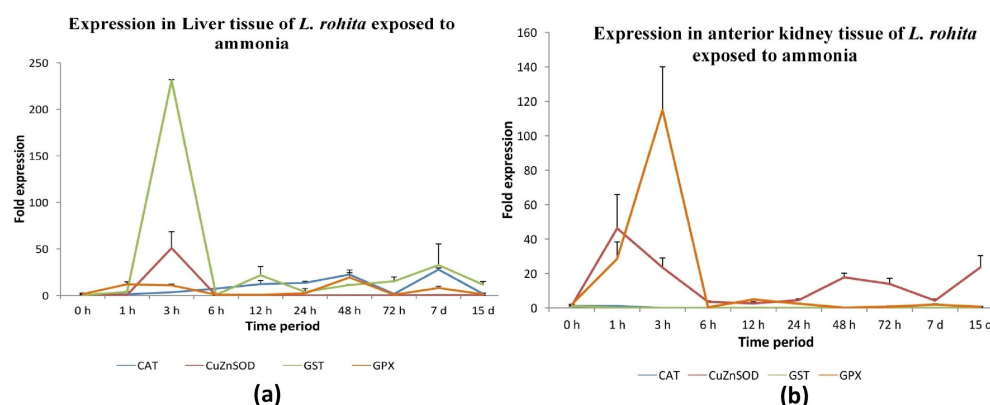 Expression in Liver tissue of L. rohita exposed to
ammonia
250
200
150
100
50
0
Fold expression
0 h 1 h 3 h 6 h 12 h 24 h 48 h 72 h 7 d 15 d
Time period
CAT CuZnSOD GST GPX
(a)
Expression in anterior kidney tissue of L. rohita
exposed to ammonia
160
140
120
100
80
60
40
20
0
Fold expression
0 h 1 h 3 h 6 h 12 h 24 h 48 h 72 h 7 d 15 d
Time period
CAT CuZnSOD GST GPX
(b)